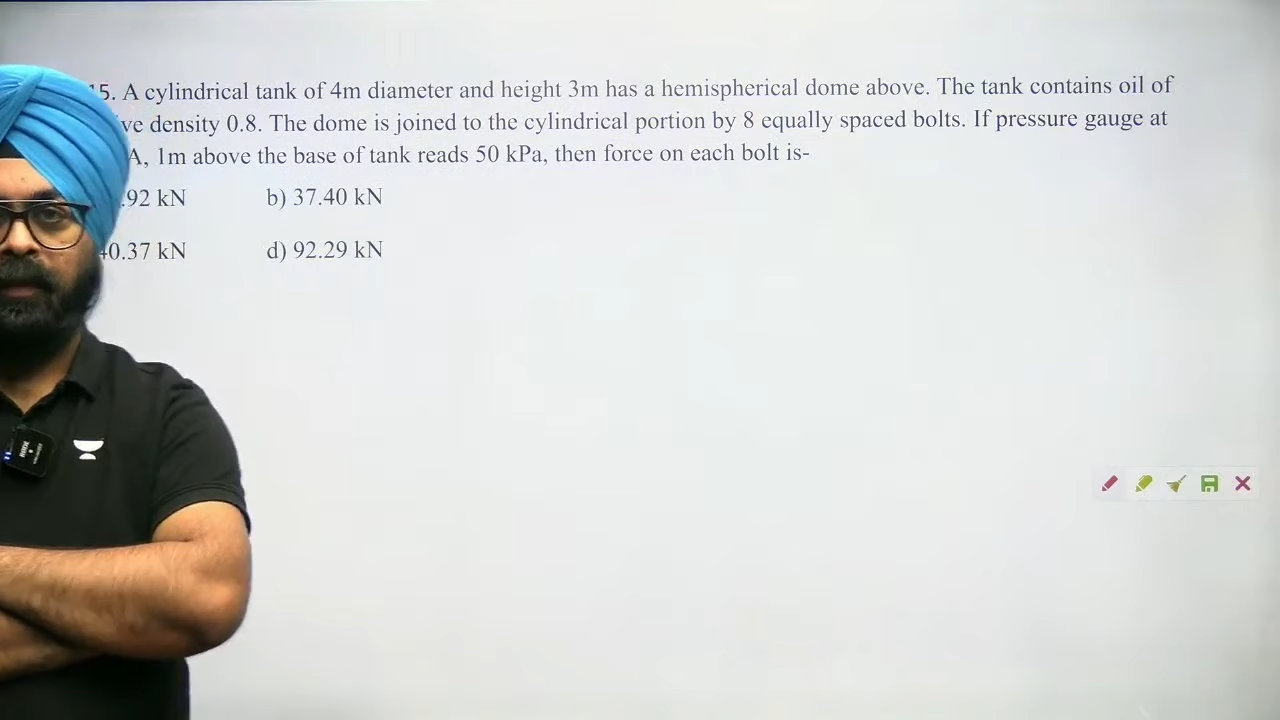 15. A cylindrical tank of 4m diameter and height 3m has a hemispherical dome above. The tank contains oil of
ve density 0.8. The dome is joined to the cylindrical portion by 8 equally spaced bolts. If pressure gauge at
A, 1m above the base of tank reads 50 kPa, then force on each bolt is-
.92 kN b) 37.40 kN
40.37 kN d) 92.29 kN